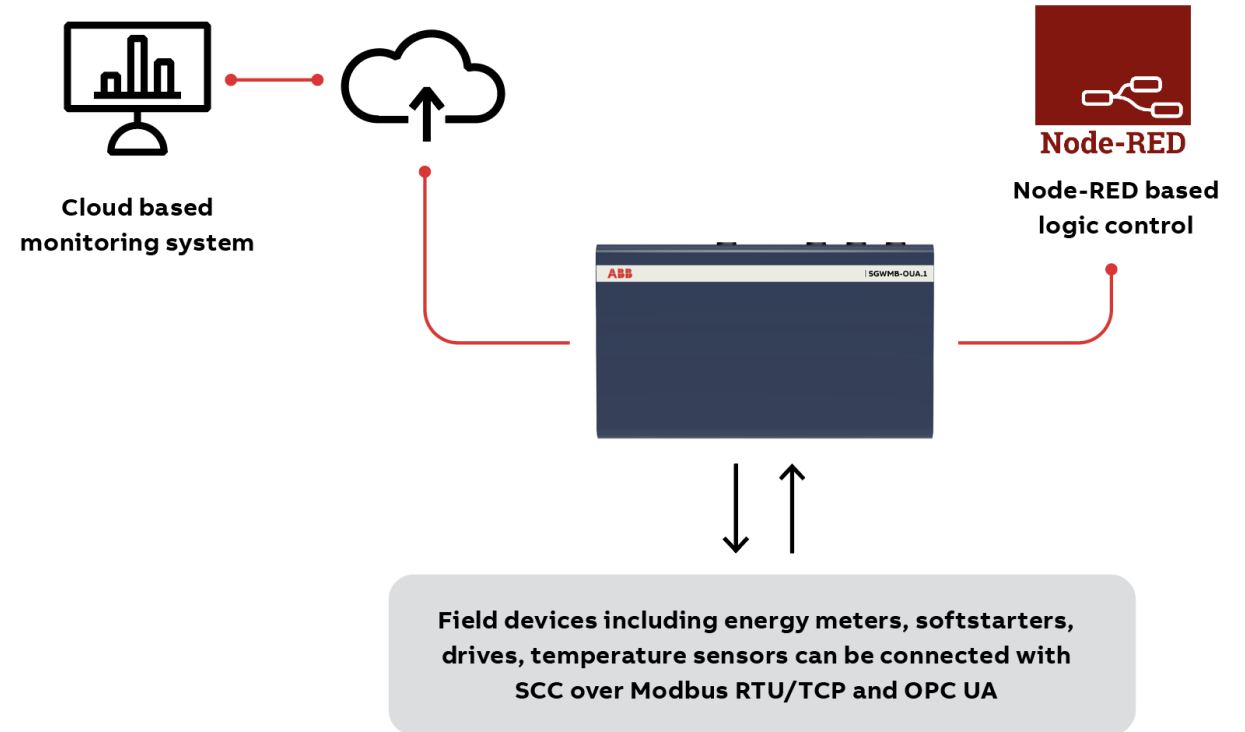 Node-RED
Cloud based
monitoring system
Node-RED based
logic control
ABB
SGWMB-OUA.1
Field devices including energy meters, softstarters,
drives, temperature sensors can be connected with
SCC over Modbus RTU/TCP and OPC UA